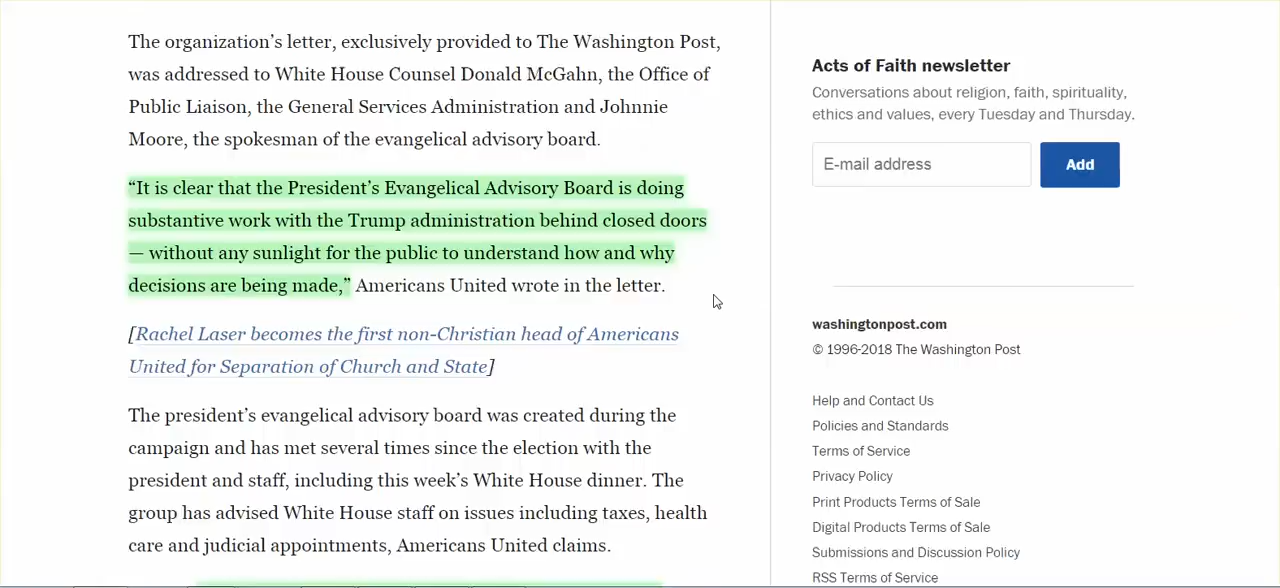 The organization’s letter, exclusively provided to The Washington Post,
was addressed to White House Counsel Donald McGahn, the Office of
Public Liaison, the General Services Administration and Johnnie
Moore, the spokesman of the evangelical advisory board.
“It is clear that the President’s Evangelical Advisory Board is doing
substantive work with the Trump administration behind closed doors
— without any sunlight for the public to understand how and why
decisions are being made,” Americans United wrote in the letter.
[Rachel Laser becomes the first non-Christian head of Americans
United for Separation of Church and State]
The president’s evangelical advisory board was created during the
campaign and has met several times since the election with the
president and staff, including this week’s White House dinner. The
group has advised White House staff on issues including taxes, health
care and judicial appointments, Americans United claims.
Acts of Faith newsletter
Conversations about religion, faith, spirituality,
ethics and values, every Tuesday and Thursday.
E-mail address
Add
washingtonpost.com
© 1996-2018 The Washington Post
Help and Contact Us
Policies and Standards
Terms of Service
Privacy Policy
Print Products Terms of Sale
Digital Products Terms of Sale
Submissions and Discussion Policy
RSS Terms of Service